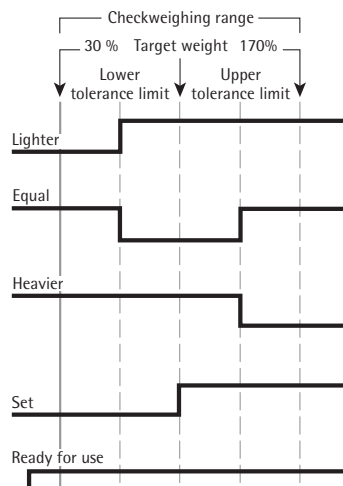 Checkweighing range
30 % Target weight 170%
Lower Upper
tolerance limit tolerance limit
Lighter
Equal
Heavier
Set
Ready for use